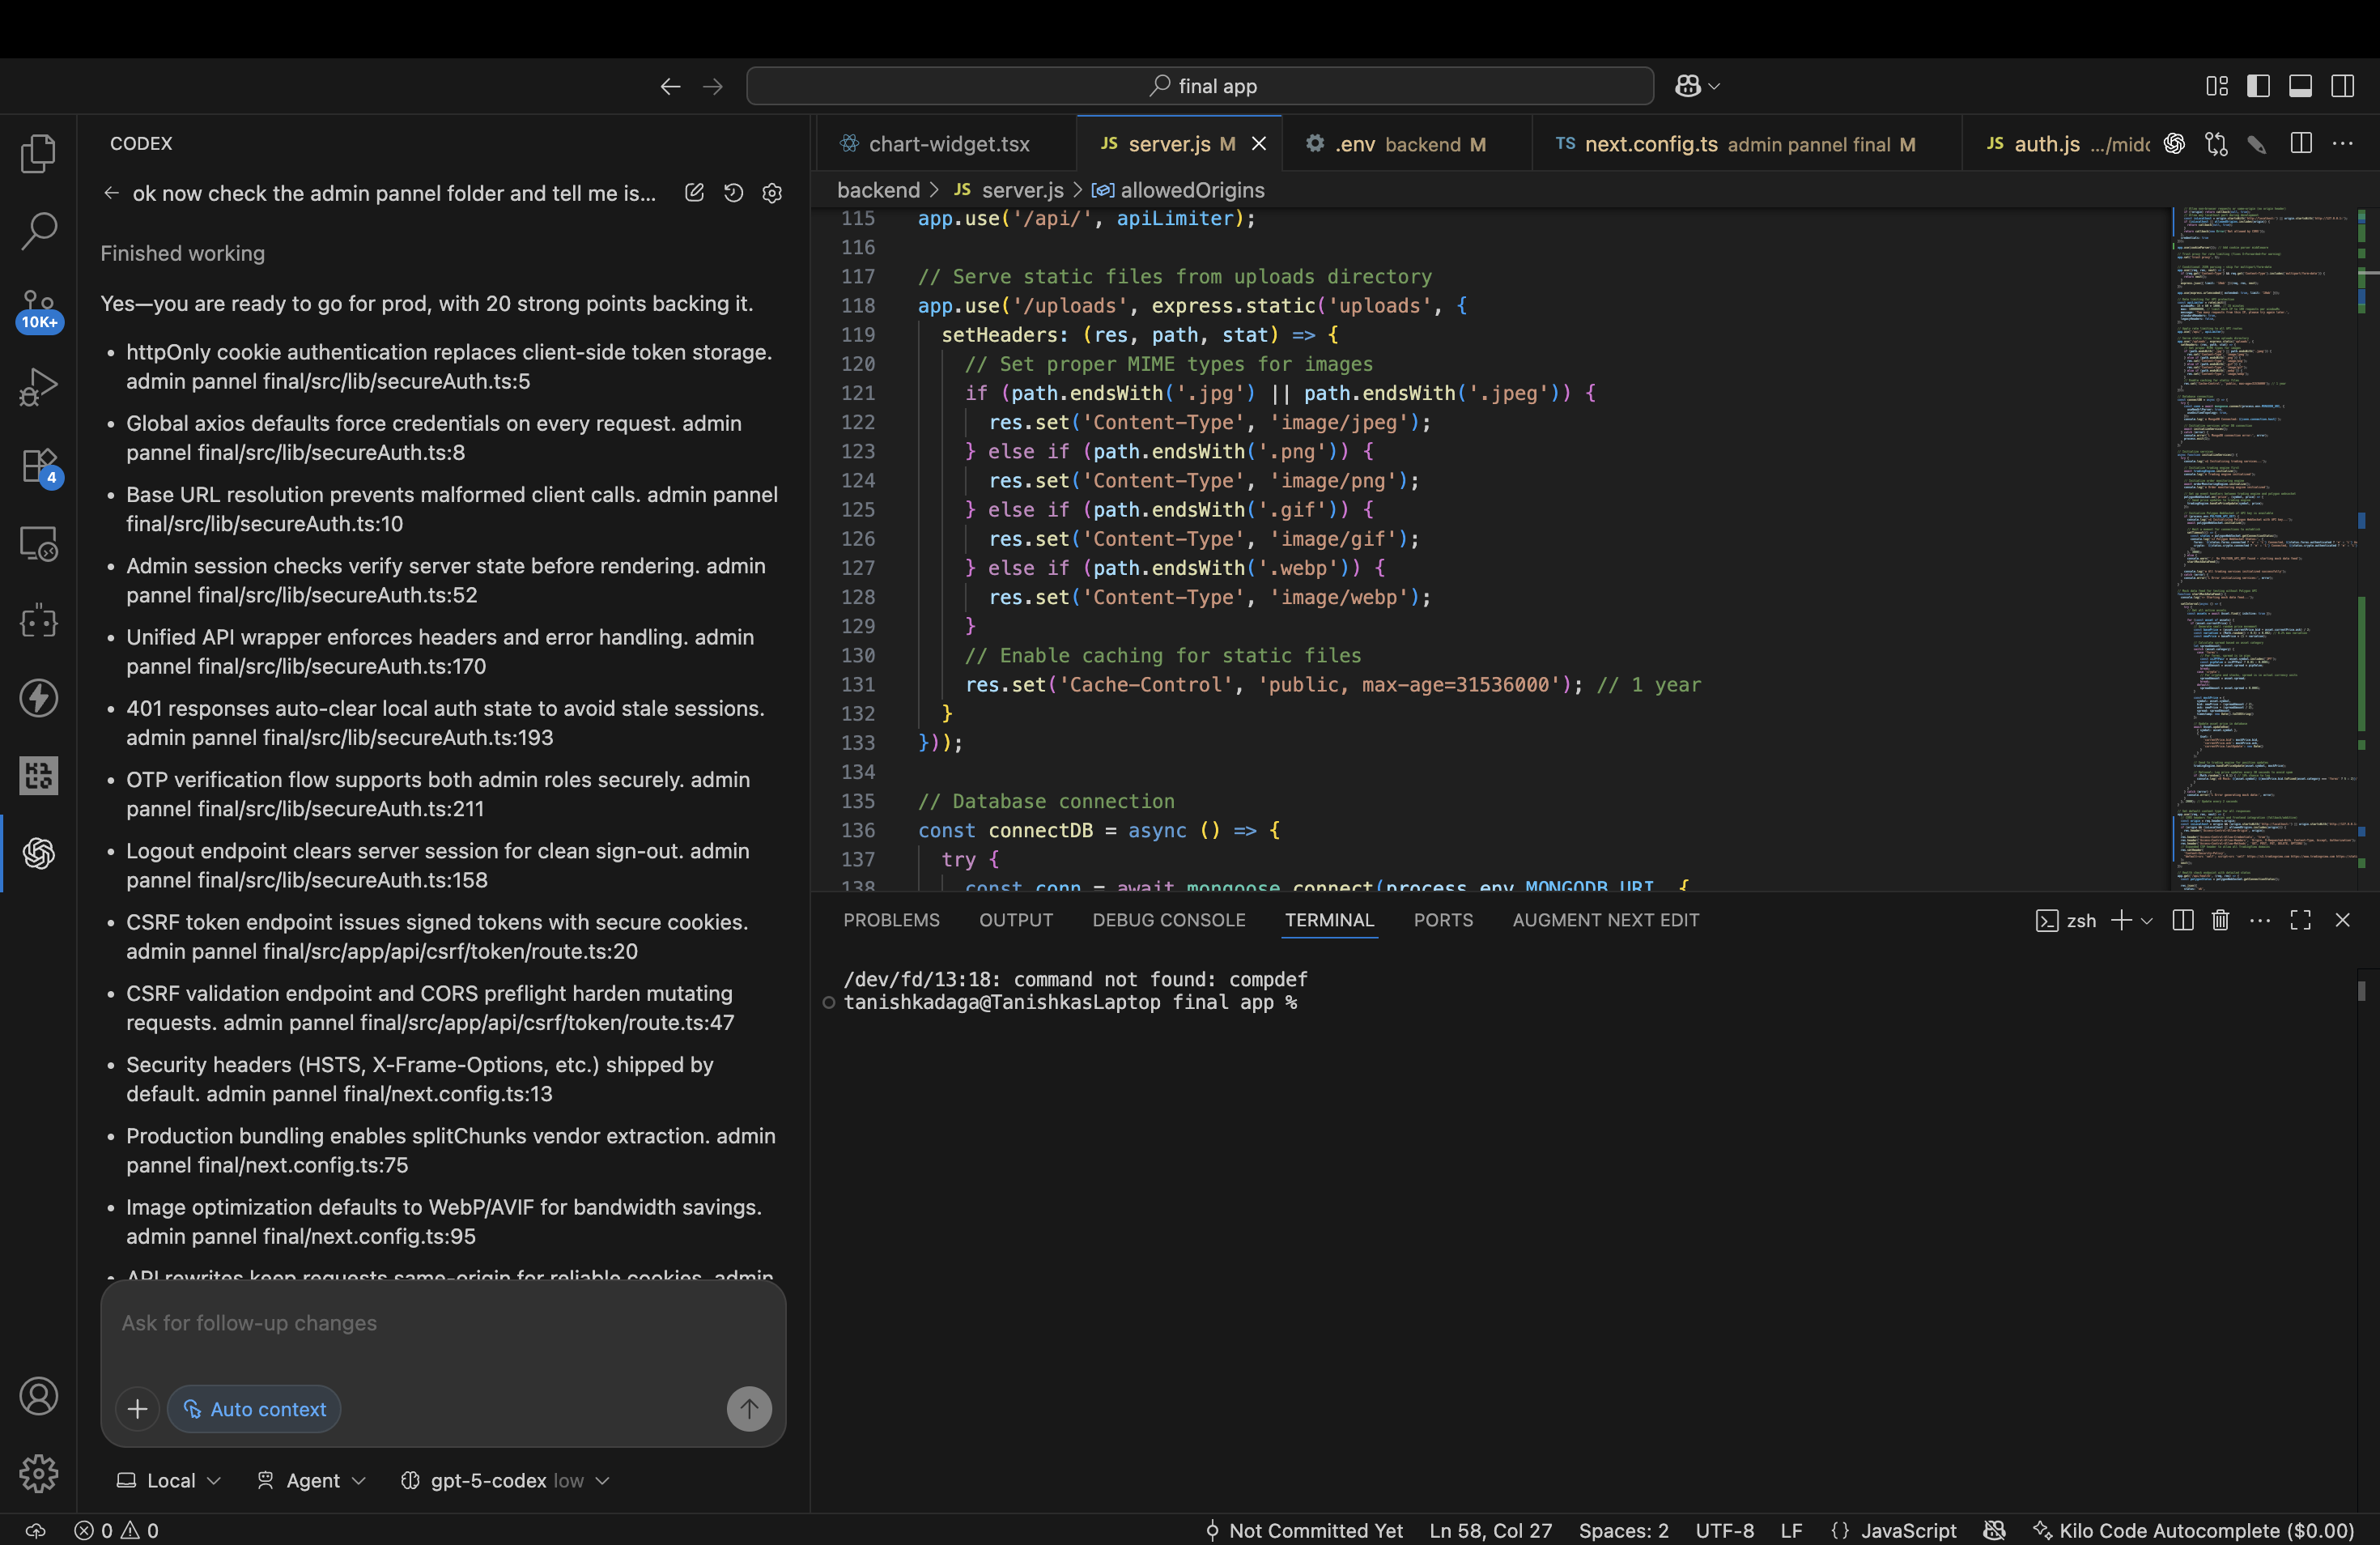 final app
CODEX
ok now check the admin pannel folder and tell me is...
Finished working
Yes—you are ready to go for prod, with 20 strong points backing it.
• httpOnly cookie authentication replaces client-side token storage.
admin pannel final/src/lib/secureAuth.ts:5
• Global axios defaults force credentials on every request. admin
pannel final/src/lib/secureAuth.ts:8
• Base URL resolution prevents malformed client calls. admin pannel
final/src/lib/secureAuth.ts:10
• Admin session checks verify server state before rendering. admin
pannel final/src/lib/secureAuth.ts:52
• Unified API wrapper enforces headers and error handling. admin
pannel final/src/lib/secureAuth.ts:170
• 401 responses auto-clear local auth state to avoid stale sessions.
admin pannel final/src/lib/secureAuth.ts:193
• OTP verification flow supports both admin roles securely. admin
pannel final/src/lib/secureAuth.ts:211
• Logout endpoint clears server session for clean sign-out. admin
pannel final/src/lib/secureAuth.ts:158
• CSRF token endpoint issues signed tokens with secure cookies.
admin pannel final/src/app/api/csrf/token/route.ts:20
• CSRF validation endpoint and CORS preflight harden mutating
requests. admin pannel final/src/app/api/csrf/token/route.ts:47
• Security headers (HSTS, X-Frame-Options, etc.) shipped by
default. admin pannel final/next.config.ts:13
• Production bundling enables splitChunks vendor extraction. admin
pannel final/next.config.ts:75
• Image optimization defaults to WebP/AVIF for bandwidth savings.
admin pannel final/next.config.ts:95
• API rewrites keep requests same-origin for reliable cookies. admin
Ask for follow-up changes
Auto context
Local Agent gpt-5-codex low
10K+
4
chart-widget.tsx JS server.js M .env backend M TS next.config.ts admin pannel final M JS auth.js .../midc
backend > JS server.js > allowedOrigins
115 app.use('/api/', apiLimiter);
116
117 // Serve static files from uploads directory
118 app.use('/uploads', express.static('uploads', {
119 setHeaders: (res, path, stat) => {
120 // Set proper MIME types for images
121 if (path.endsWith('.jpg') || path.endsWith('.jpeg')) {
122 res.set('Content-Type', 'image/jpeg');
123 } else if (path.endsWith('.png')) {
124 res.set('Content-Type', 'image/png');
125 } else if (path.endsWith('.gif')) {
126 res.set('Content-Type', 'image/gif');
127 } else if (path.endsWith('.webp')) {
128 res.set('Content-Type', 'image/webp');
129 }
130 // Enable caching for static files
131 res.set('Cache-Control', 'public, max-age=31536000'); // 1 year
132 }
133 }));
134
135 // Database connection
136 const connectDB = async () => {
137 try {
138 const conn = await mongoose.connect(process.env.MONGODB_URI, {
PROBLEMS OUTPUT DEBUG CONSOLE TERMINAL PORTS AUGMENT NEXT EDIT
zsh
/dev/fd/13:18: command not found: compdef
tanishkadaga@TanishkasLaptop final app %
0 0
Not Committed Yet Ln 58, Col 27 Spaces: 2 UTF-8 LF {} JavaScript Kilo Code Autocomplete ($0.00)